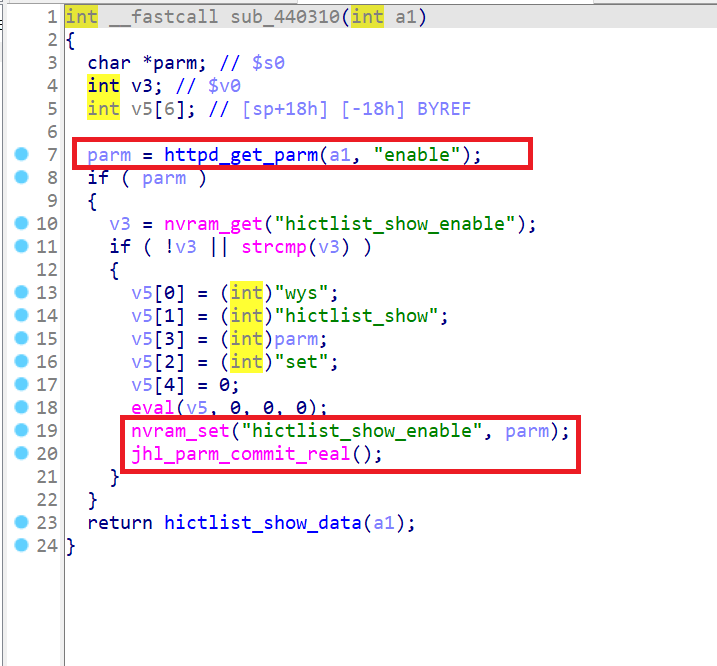 1 int __fastcall sub_440310(int a1)
2 {
3 char *parm; // $s0
4 int v3; // $v0
5 int v5[6]; // [sp+18h] [-18h] BYREF
6
7 parm = httpd_get_parm(a1, "enable");
8 if ( parm )
9 {
10 v3 = nvram_get("hictlist_show_enable");
11 if ( !v3 || strcmp(v3) )
12 {
13 v5[0] = (int)"wys";
14 v5[1] = (int)"hictlist_show";
15 v5[3] = (int)parm;
16 v5[2] = (int)"set";
17 v5[4] = 0;
18 eval(v5, 0, 0, 0);
19 nvram_set("hictlist_show_enable", parm);
20 jhl_parm_commit_real();
21 }
22 }
23 return hictlist_show_data(a1);
24 }